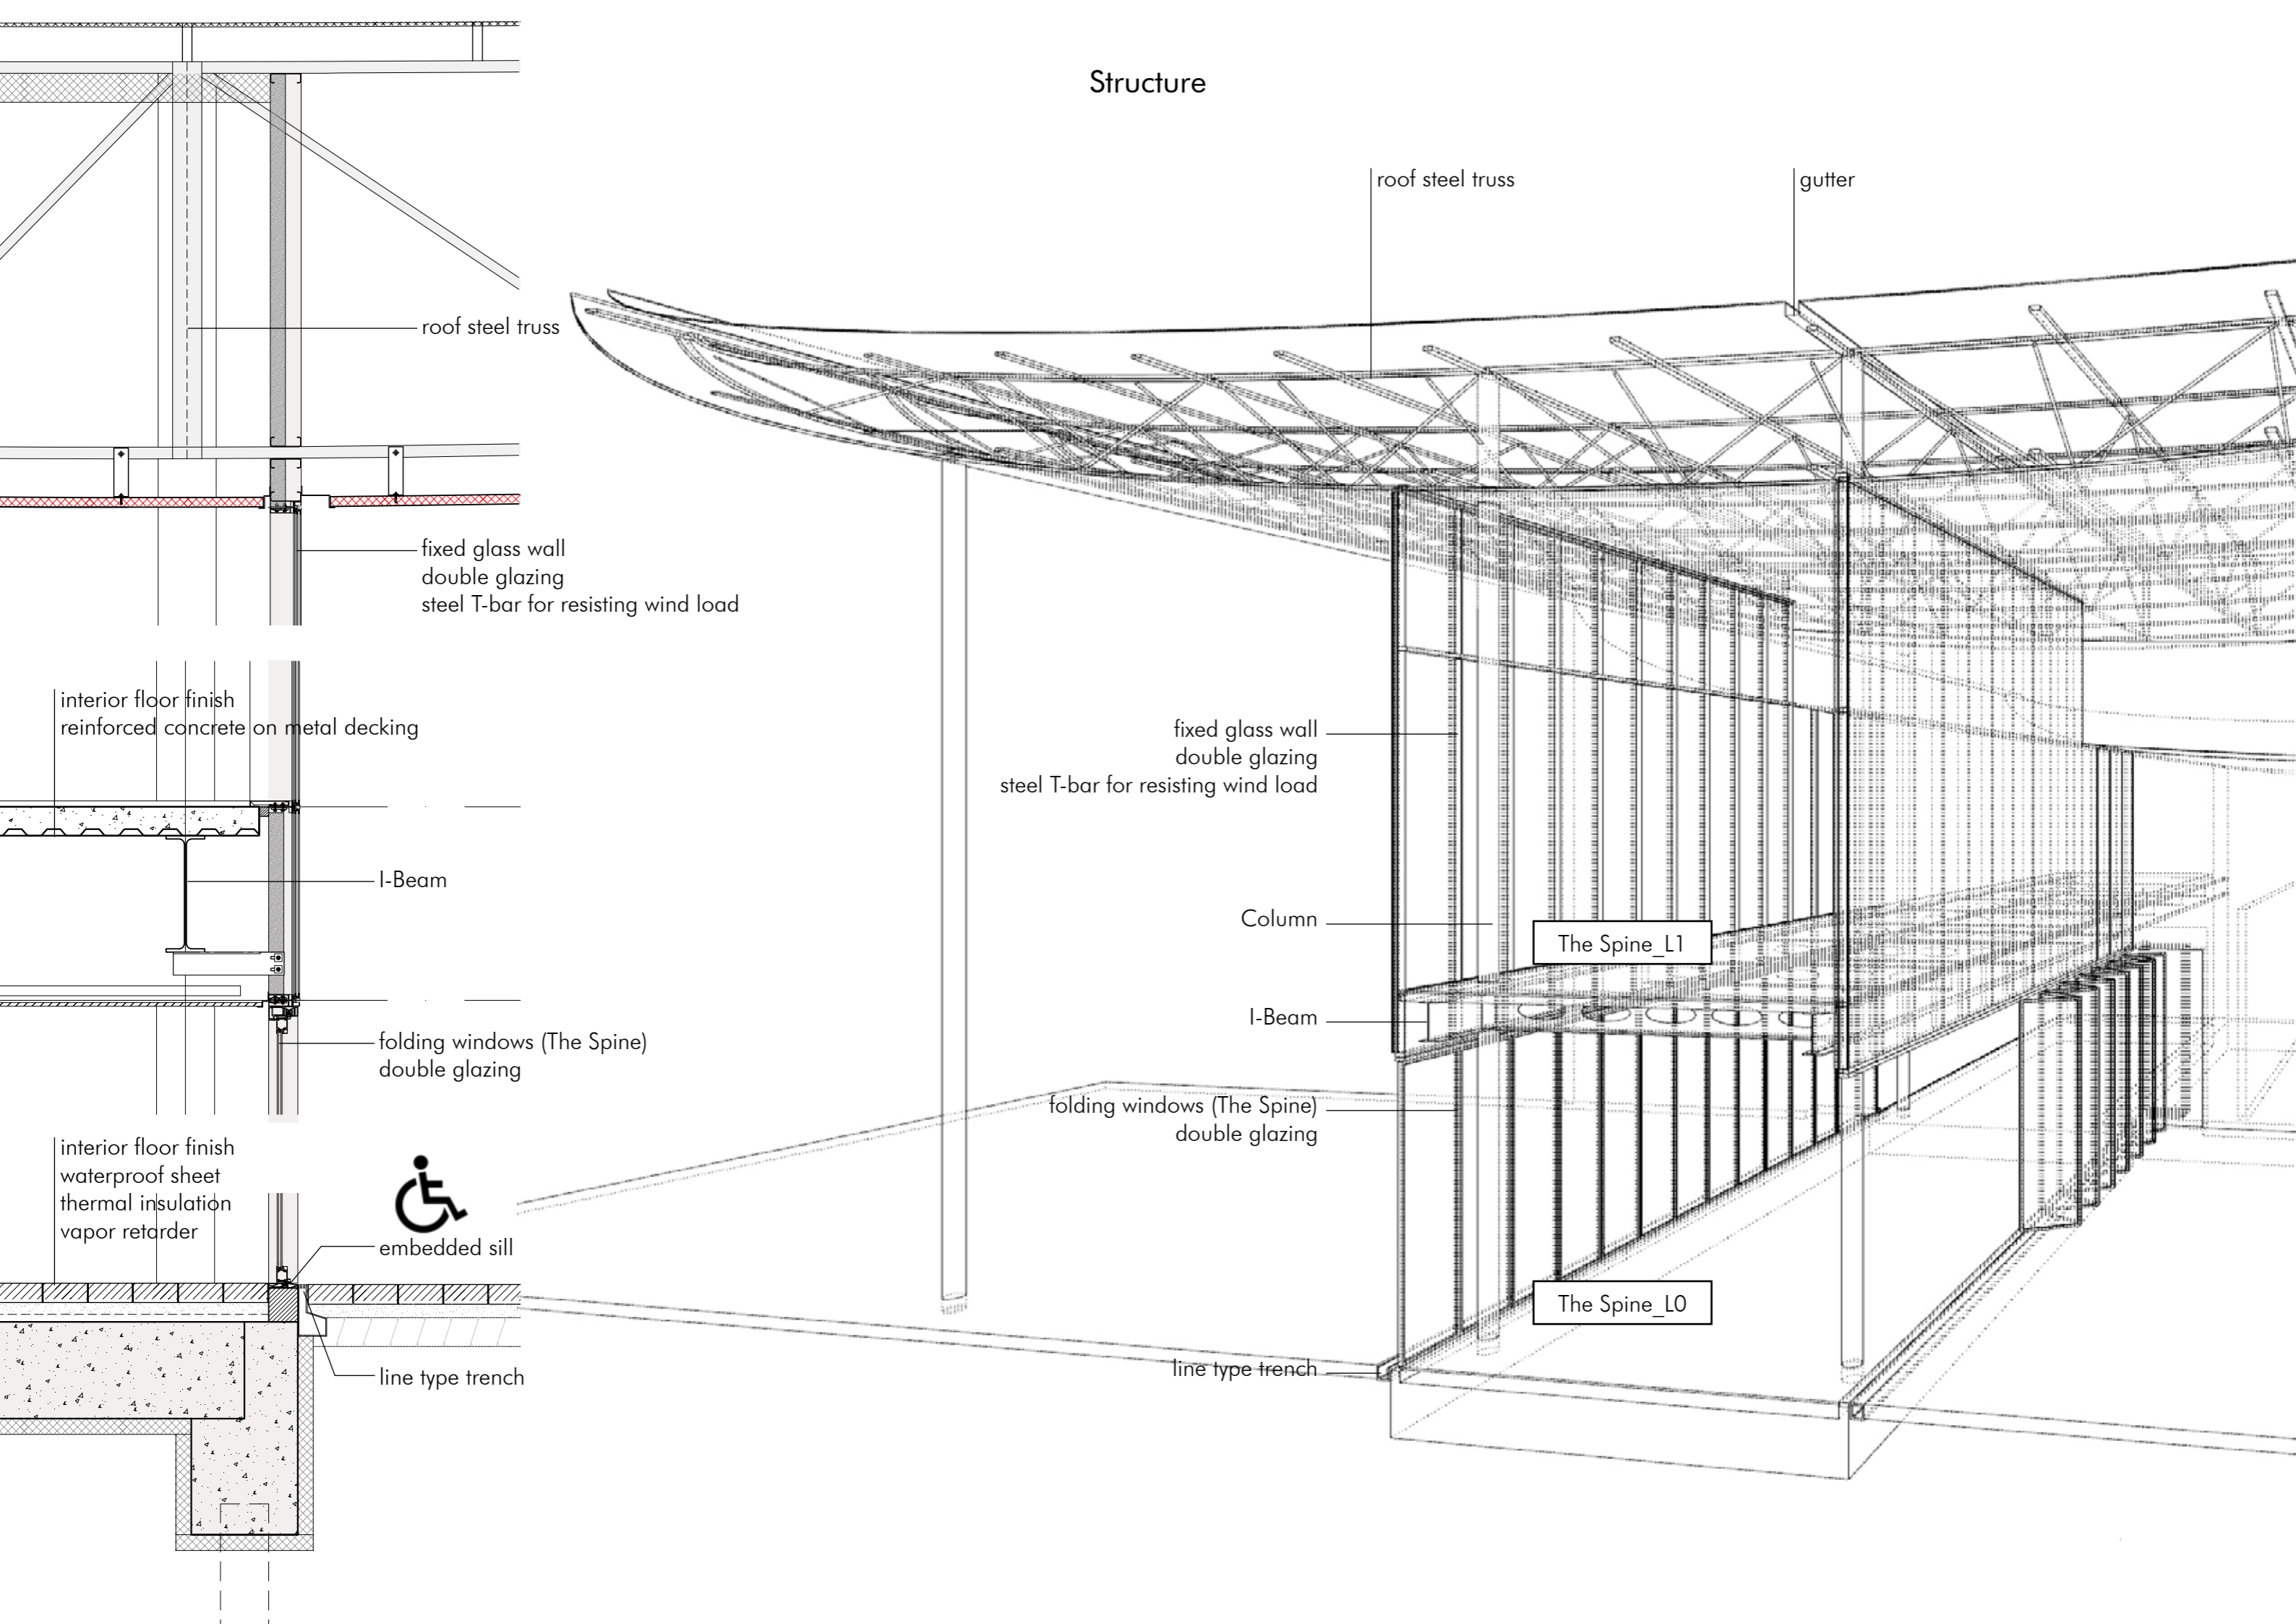 Structure
roof steel truss
fixed glass wall
double glazing
steel T-bar for resisting wind load
interior floor finish
reinforced concrete on metal decking
I-Beam
folding windows (The Spine)
double glazing
interior floor finish
waterproof sheet
thermal insulation
vapor retarder
embedded sill
line type trench
roof steel truss
gutter
fixed glass wall
double glazing
steel T-bar for resisting wind load
Column
The Spine_L1
I-Beam
folding windows (The Spine)
double glazing
The Spine_L0
line type trench